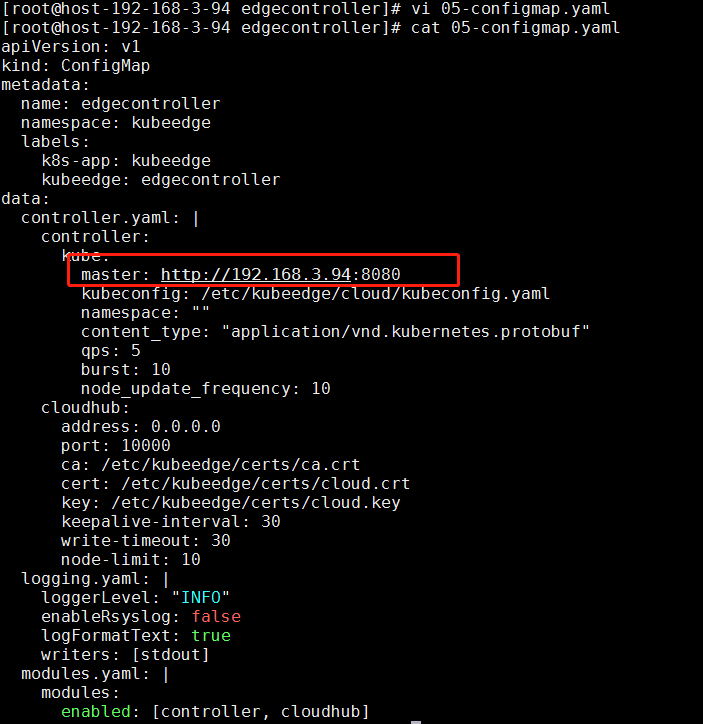 [root@host-192-168-3-94 edgecontroller]# vi 05-configmap.yaml
[root@host-192-168-3-94 edgecontroller]# cat 05-configmap.yaml
apiVersion: v1
kind: ConfigMap
metadata:
  name: edgecontroller
  namespace: kubeedge
  labels:
    k8s-app: kubeedge
    kubeedge: edgecontroller
data:
  controller.yaml: |
    controller:
      kube:
        master: http://192.168.3.94:8080
        kubeconfig: /etc/kubeedge/cloud/kubeconfig.yaml
        namespace: ""
        content_type: "application/vnd.kubernetes.protobuf"
        qps: 5
        burst: 10
        node_update_frequency: 10
    cloudhub:
      address: 0.0.0.0
      port: 10000
      ca: /etc/kubeedge/certs/ca.crt
      cert: /etc/kubeedge/certs/cloud.crt
      key: /etc/kubeedge/certs/cloud.key
      keepalive-interval: 30
      write-timeout: 30
      node-limit: 10
  logging.yaml: |
    loggerLevel: "INFO"
    enableRsyslog: false
    logFormatText: true
    writers: [stdout]
  modules.yaml: |
    modules:
      enabled: [controller, cloudhub]